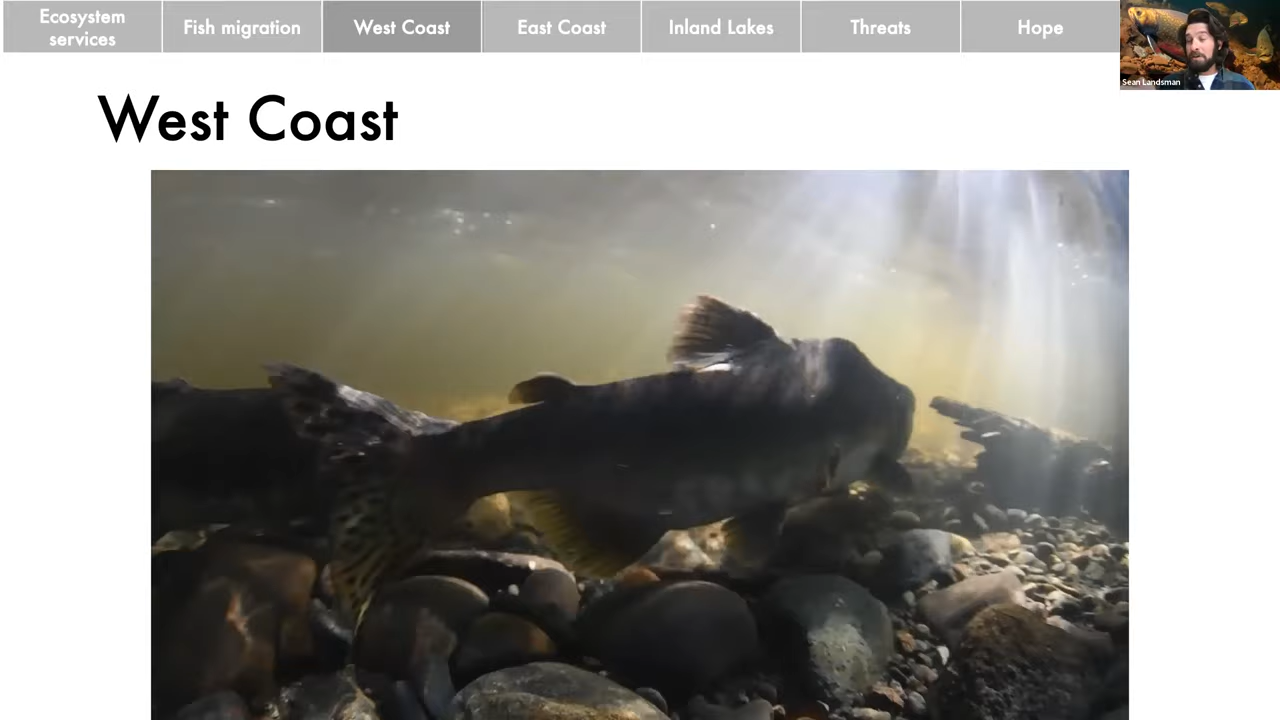 Ecosystem
services
Fish migration
West Coast
East Coast
Inland Lakes
Threats
Hope
Sean Landsman
West Coast